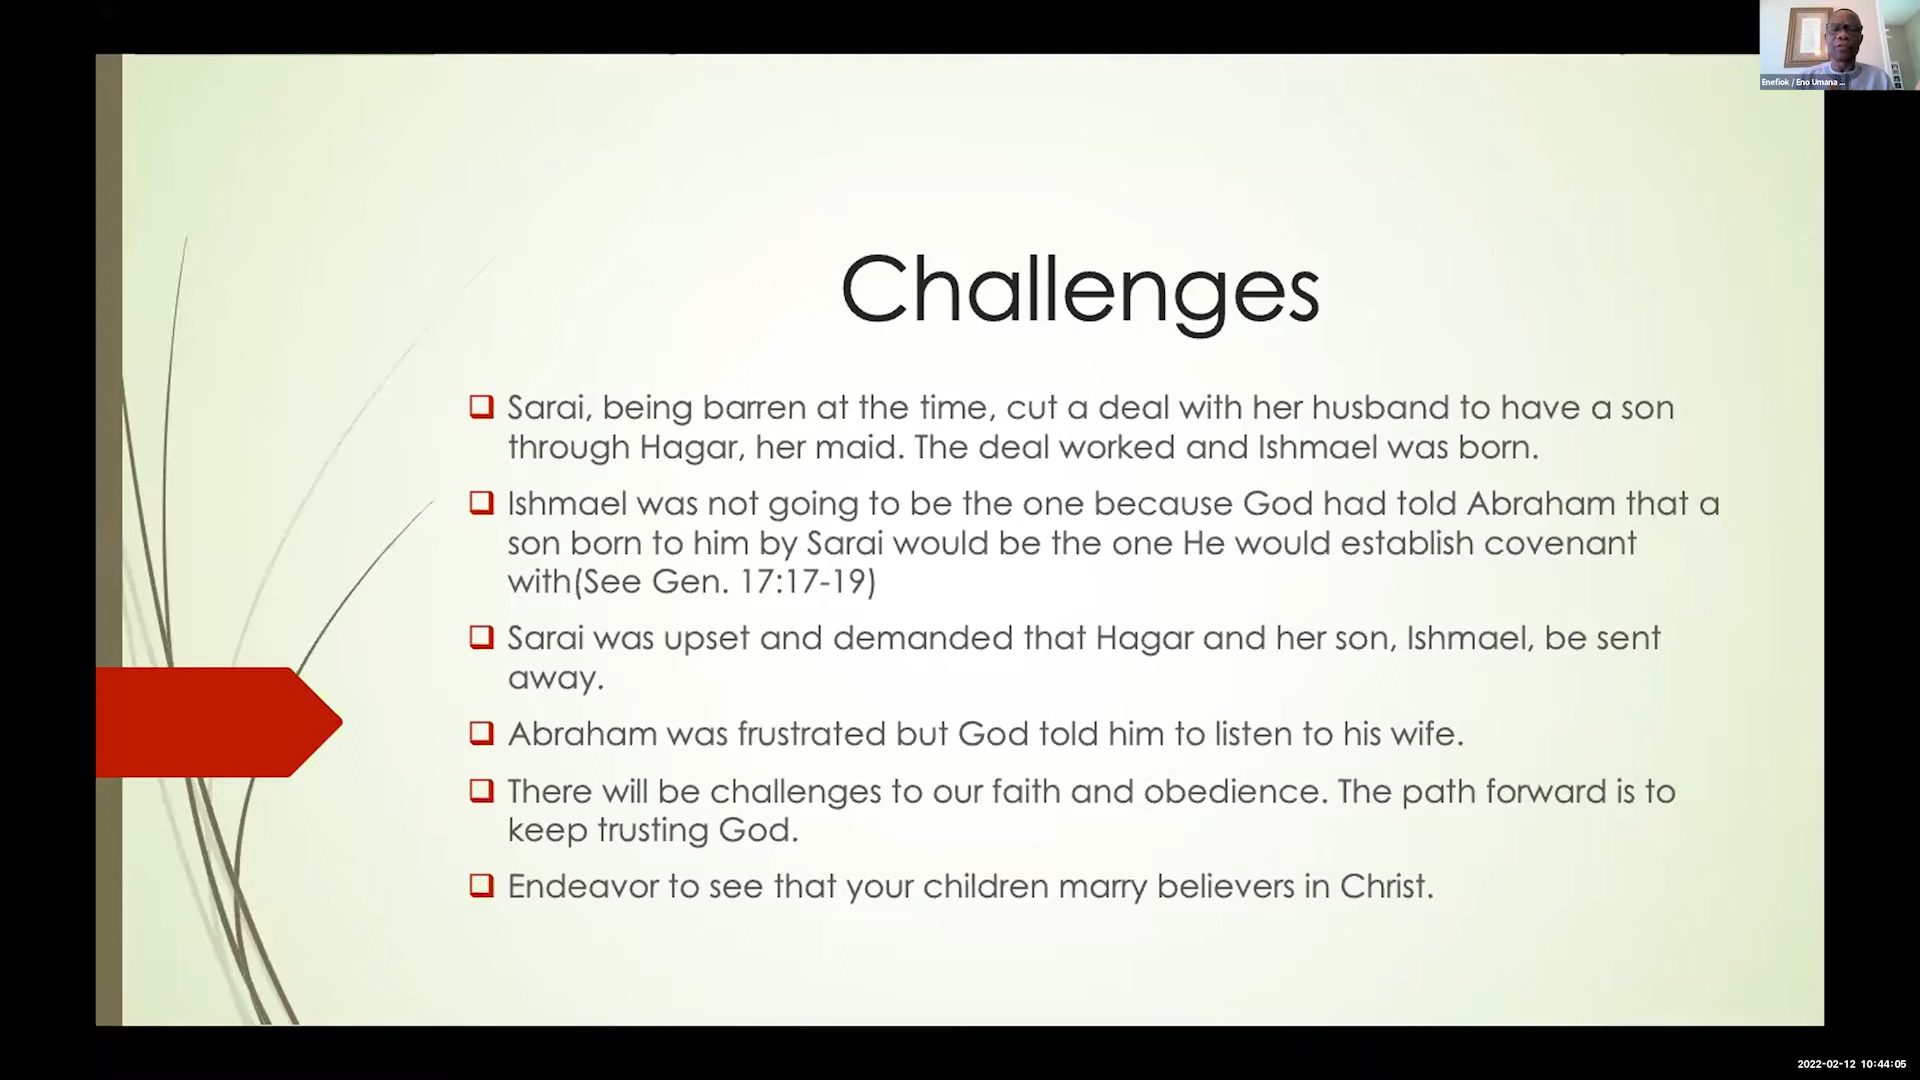 Enefiok / Eno Umana ...
Challenges
Sarai, being barren at the time, cut a deal with her husband to have a son
through Hagar, her maid. The deal worked and Ishmael was born.
Ishmael was not going to be the one because God had told Abraham that a
son born to him by Sarai would be the one He would establish covenant
with(See Gen. 17:17-19)
Sarai was upset and demanded that Hagar and her son, Ishmael, be sent
away.
Abraham was frustrated but God told him to listen to his wife.
There will be challenges to our faith and obedience. The path forward is to
keep trusting God.
Endeavor to see that your children marry believers in Christ.
2022-02-12 10:44:05